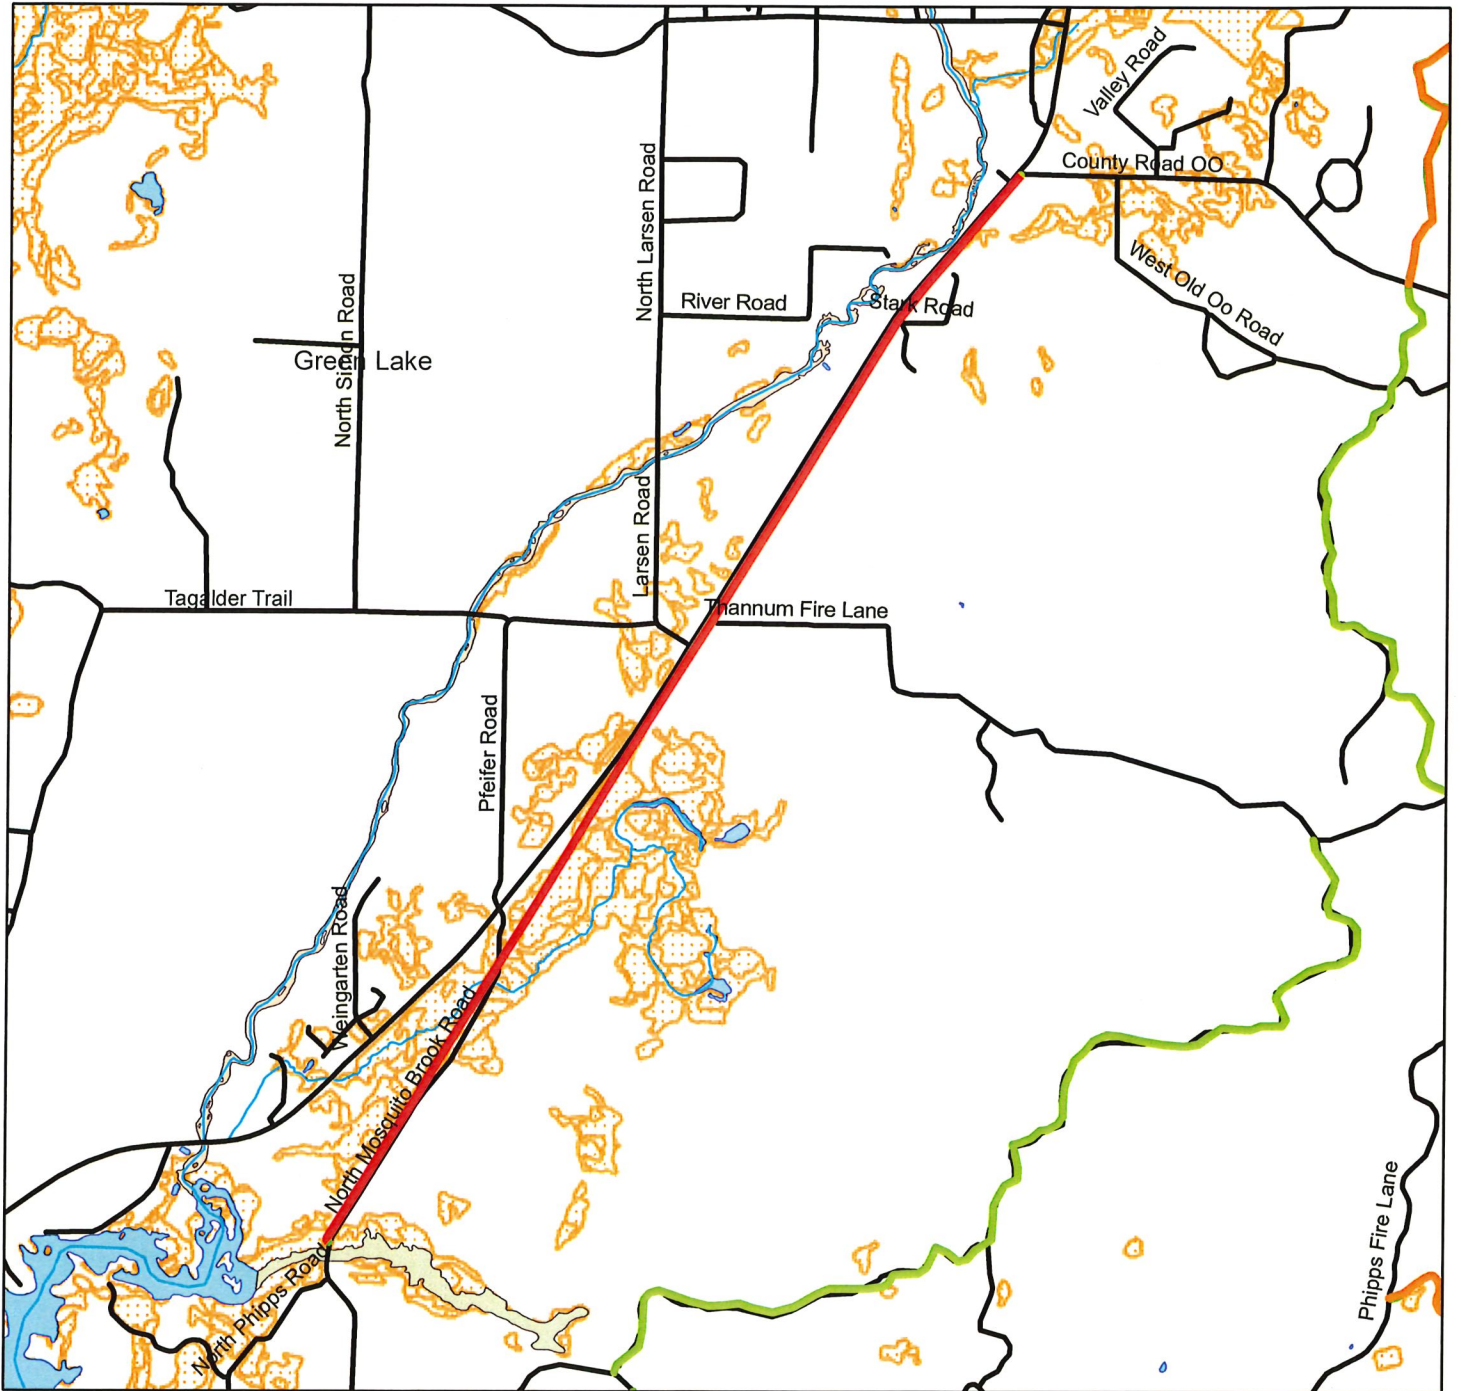 Valley Road
County Road OO
North Larsen Road
West Old Oo Road
North Simon Road
River Road
Stark Road
Green Lake
Larsen Road
Tagalder Trail
Thannum Fire Lane
Pfeifer Road
Weingarten Road
North Mosquito Brook Road
Phipps Fire Lane
North Phipps Road